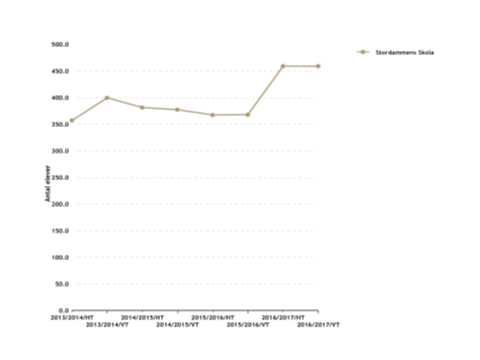 500.0
Stordammens Skola
450.0
400.0
350.0
300.0
250.0
200.0
150.0
100.0
50.0
0.0
Antal elever
2013/2014/HT
2013/2014/VT
2014/2015/HT
2014/2015/VT
2015/2016/HT
2015/2016/VT
2016/2017/HT
2016/2017/VT